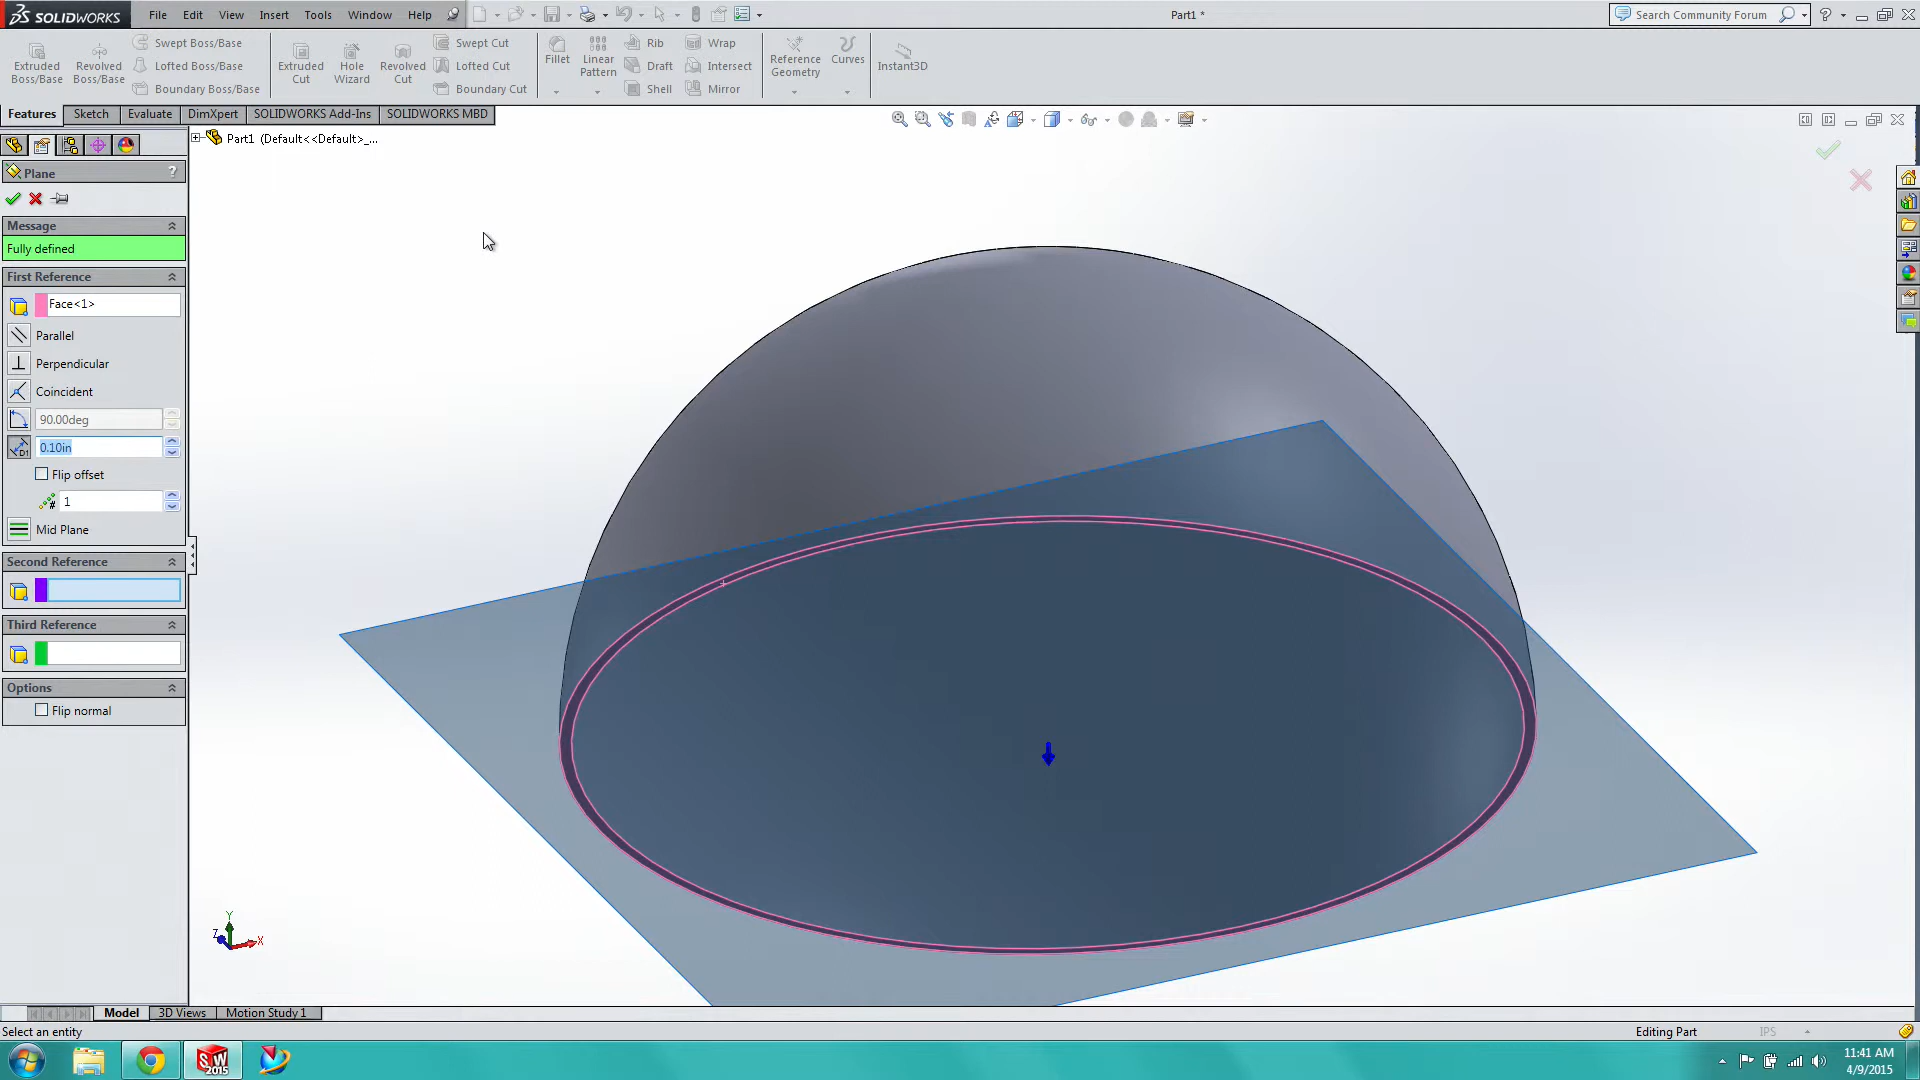 SOLIDWORKS File Edit View Insert Tools Window Help Part1 * Search Community Forum ?
Extruded Boss/Base
Revolved Boss/Base
Swept Boss/Base
Lofted Boss/Base
Boundary Boss/Base
Extruded Cut
Hole Wizard
Revolved Cut
Swept Cut
Lofted Cut
Boundary Cut
Fillet
Linear Pattern
Rib
Draft
Shell
Wrap
Intersect
Mirror
Reference Geometry
Curves
Instant3D
Features Sketch Evaluate DimXpert SOLIDWORKS Add-Ins SOLIDWORKS MBD
Part1 (Default<<Default>_...
Plane ?
Message
Fully defined
First Reference
Face<1>
Parallel
Perpendicular
Coincident
90.00deg
D1 0.10in
Flip offset
# 1
Mid Plane
Second Reference
Third Reference
Options
Flip normal
Y
Z X
Model 3D Views Motion Study 1
Select an entity Editing Part IPS
SW 2015
11:41 AM
4/9/2015